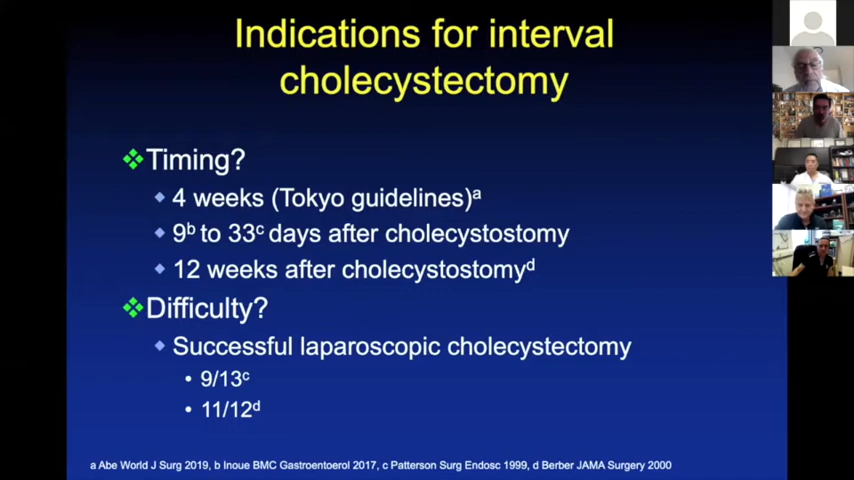 Indications for interval
cholecystectomy
Timing?
4 weeks (Tokyo guidelines)a
9b to 33c days after cholecystostomy
12 weeks after cholecystostomyd
Difficulty?
Successful laparoscopic cholecystectomy
• 9/13c
• 11/12d
a Abe World J Surg 2019, b Inoue BMC Gastroentoerol 2017, c Patterson Surg Endosc 1999, d Berber JAMA Surgery 2000